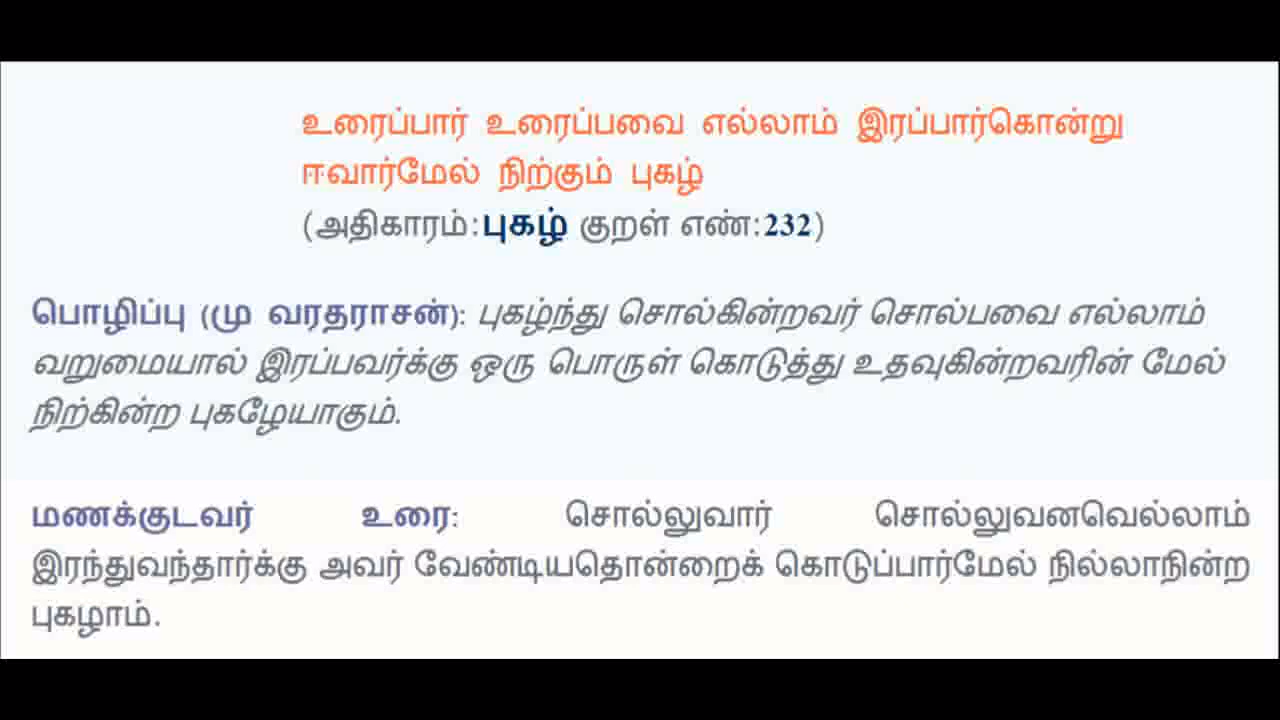 உரைப்பார் உரைப்பவை எல்லாம் இரப்பார்கொன்று
ஈவார்மேல் நிற்கும் புகழ்
(அதிகாரம்:புகழ் குறள் எண்:232)
பொழிப்பு (மு வரதராசன்): புகழ்ந்து சொல்கின்றவர் சொல்பவை எல்லாம்
வறுமையால் இரப்பவர்க்கு ஒரு பொருள் கொடுத்து உதவுகின்றவரின் மேல்
நிற்கின்ற புகழேயாகும்.
மணக்குடவர் உரை: சொல்லுவார் சொல்லுவனவெல்லாம்
இரந்துவந்தார்க்கு அவர் வேண்டியதொன்றைக் கொடுப்பார்மேல் நில்லாநின்ற
புகழாம்.